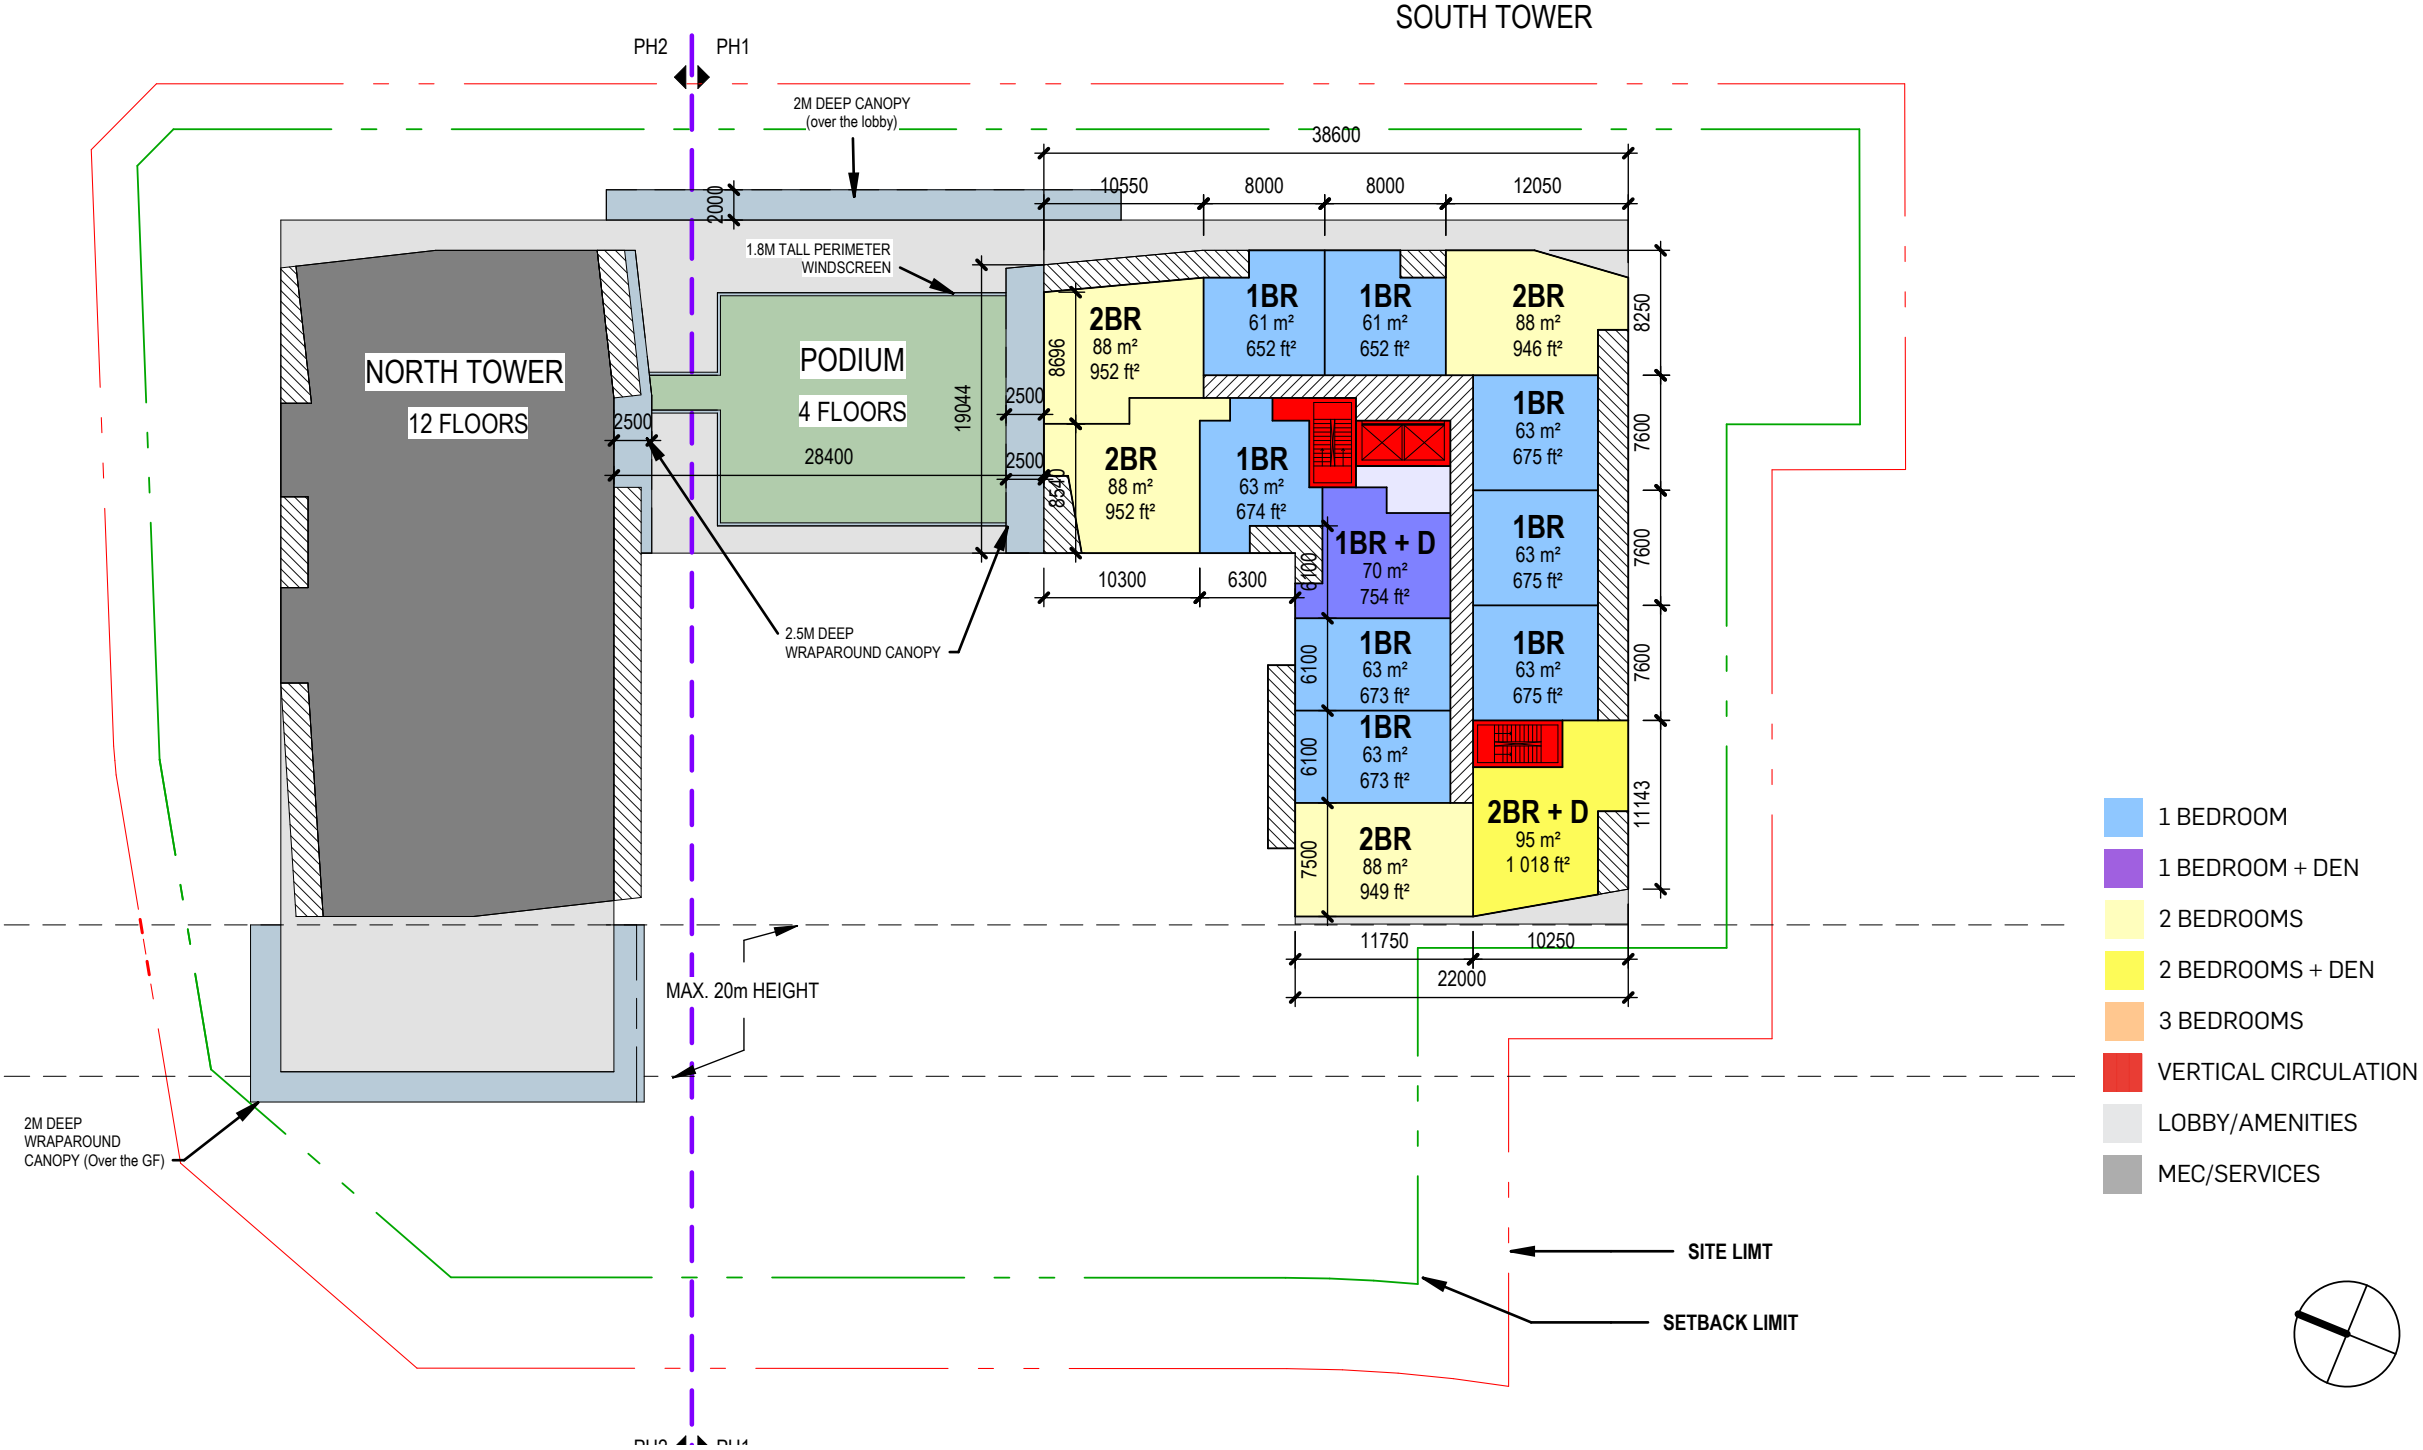 SOUTH TOWER
PH2
PH1
2M DEEP CANOPY
(over the lobby)
38600
10550
8000
8000
12050
2000
1.8M TALL PERIMETER
WINDSCREEN
NORTH TOWER
12 FLOORS
PODIUM
4 FLOORS
2500
28400
2500
2500
19044
8696
8540
2BR
88 m²
952 ft²
1BR
61 m²
652 ft²
1BR
61 m²
652 ft²
2BR
88 m²
946 ft²
8250
2BR
88 m²
952 ft²
1BR
63 m²
674 ft²
1BR
63 m²
675 ft²
7600
1BR
63 m²
675 ft²
7600
1BR + D
70 m²
754 ft²
6100
10300
6300
1BR
63 m²
673 ft²
6100
1BR
63 m²
675 ft²
7600
1BR
63 m²
673 ft²
6100
2BR
88 m²
949 ft²
7500
2BR + D
95 m²
1 018 ft²
11143
2.5M DEEP
WRAPAROUND CANOPY
11750
10250
22000
MAX. 20m HEIGHT
2M DEEP
WRAPAROUND
CANOPY (Over the GF)
1 BEDROOM
1 BEDROOM + DEN
2 BEDROOMS
2 BEDROOMS + DEN
3 BEDROOMS
VERTICAL CIRCULATION
LOBBY/AMENITIES
MEC/SERVICES
SITE LIMT
SETBACK LIMIT
PH2
PH1